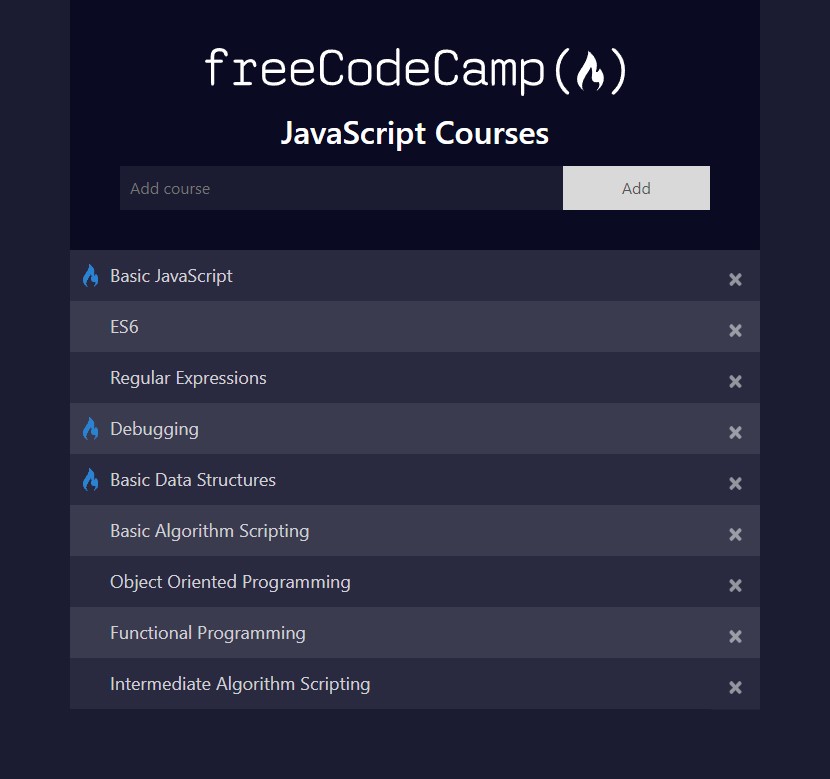 freeCodeCamp(🔥)
JavaScript Courses
Add course Add
Basic JavaScript ×
ES6 ×
Regular Expressions ×
Debugging ×
Basic Data Structures ×
Basic Algorithm Scripting ×
Object Oriented Programming ×
Functional Programming ×
Intermediate Algorithm Scripting ×